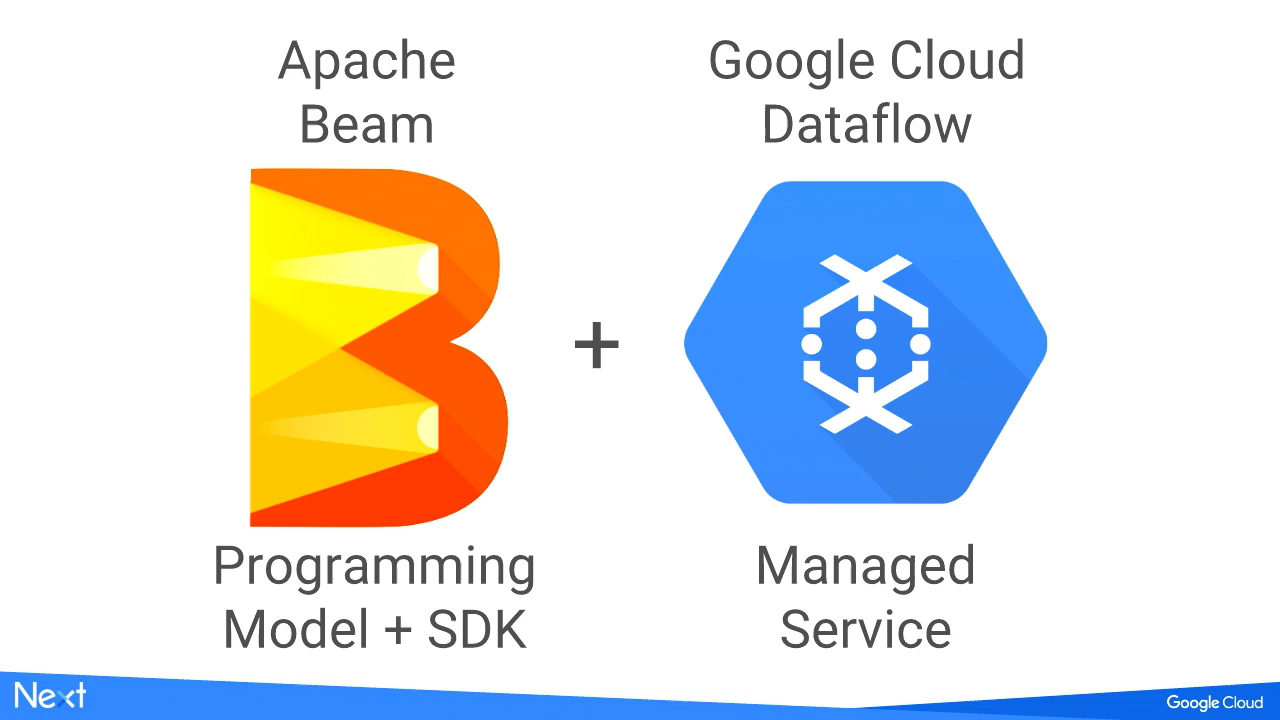 Apache
Beam
Google Cloud
Dataflow
+
Programming
Model + SDK
Managed
Service
Next
Google Cloud